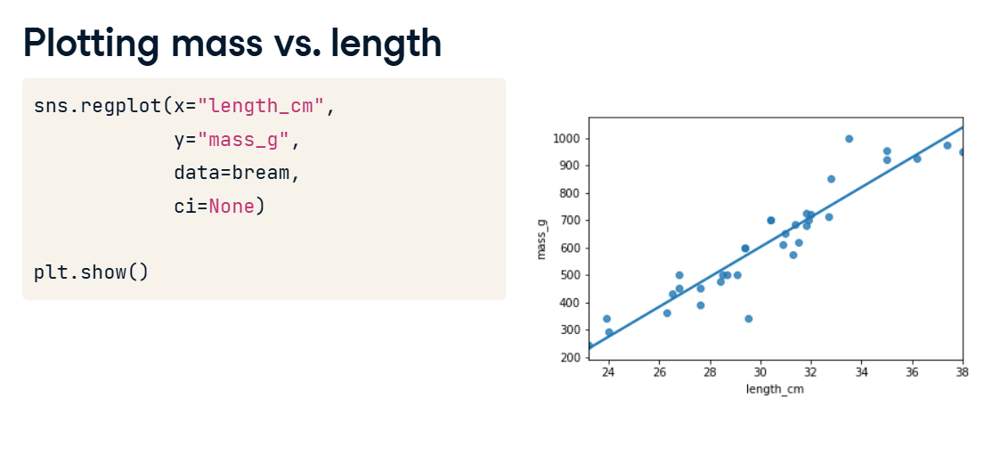 Plotting mass vs. length
sns.regplot(x="length_cm",
            y="mass_g",
            data=bream,
            ci=None)
plt.show()
mass_g
1000
900
800
700
600
500
400
300
200
24 26 28 30 32 34 36 38
length_cm